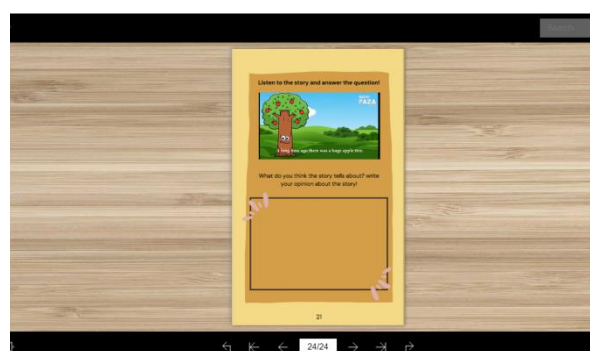 Search...
Listen to the story and answer the question!
FAZA
A long time ago there was a huge apple tree.
What do you think the story tells about? write
your opinion about the story!
21
24/24